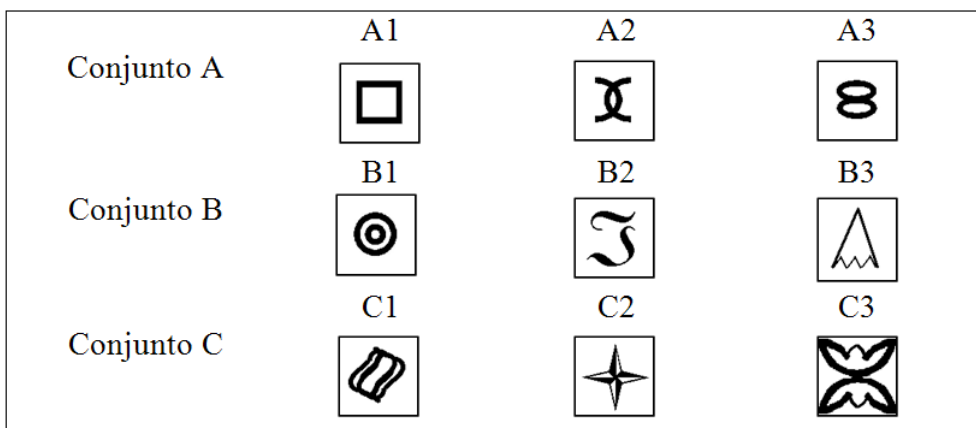 A1 A2 A3
Conjunto A
B1 B2 B3
Conjunto B
C1 C2 C3
Conjunto C